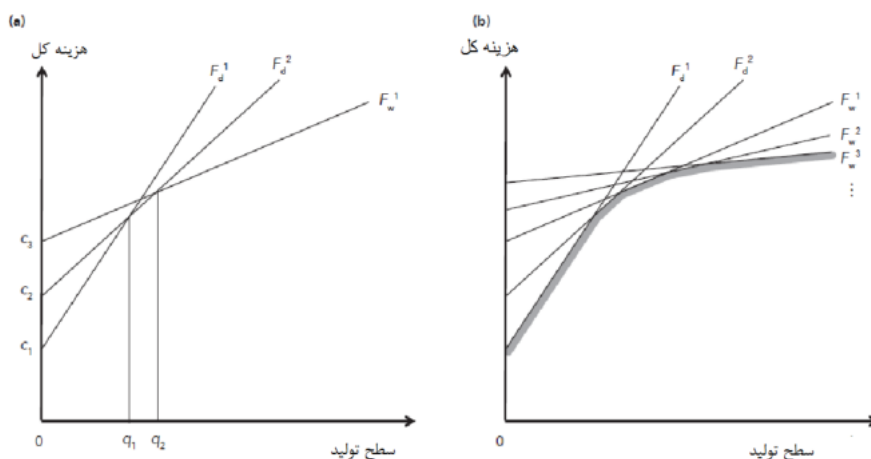 (a)
هزینه کل
F_d^1
F_d^2
F_w^1
c_3
c_2
c_1
0
q_1
q_2
سطح تولید
(b)
هزینه کل
F_d^1
F_d^2
F_w^1
F_w^2
F_w^3
⋮
0
سطح تولید